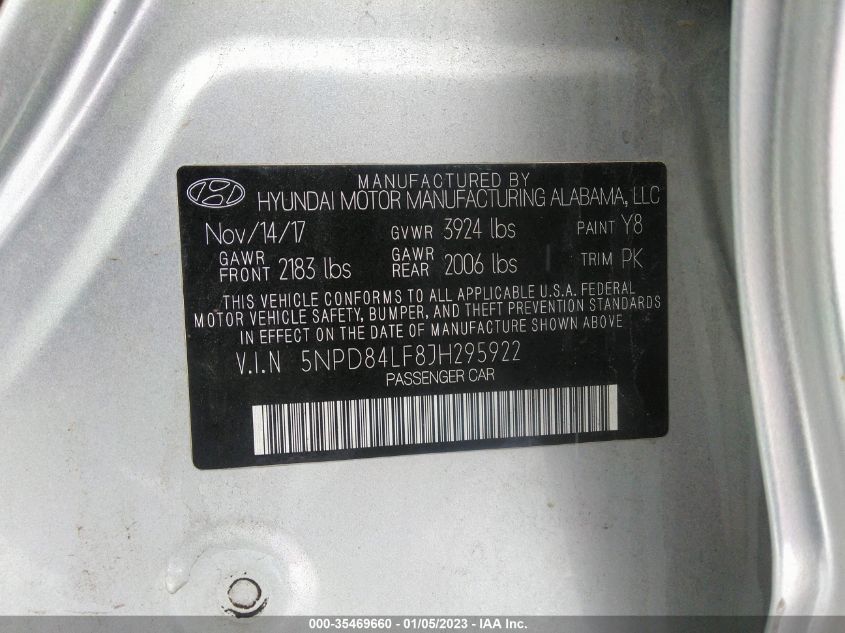 MANUFACTURED BY
HYUNDAI MOTOR MANUFACTURING ALABAMA, LLC
Nov/14/17 GVWR 3924 lbs PAINT Y8
GAWR FRONT 2183 lbs GAWR REAR 2006 lbs TRIM PK
THIS VEHICLE CONFORMS TO ALL APPLICABLE U.S.A. FEDERAL
MOTOR VEHICLE SAFETY, BUMPER, AND THEFT PREVENTION STANDARDS
IN EFFECT ON THE DATE OF MANUFACTURE SHOWN ABOVE
V.I.N 5NPD84LF8JH295922
PASSENGER CAR
000-35469660 - 01/05/2023 - IAA Inc.